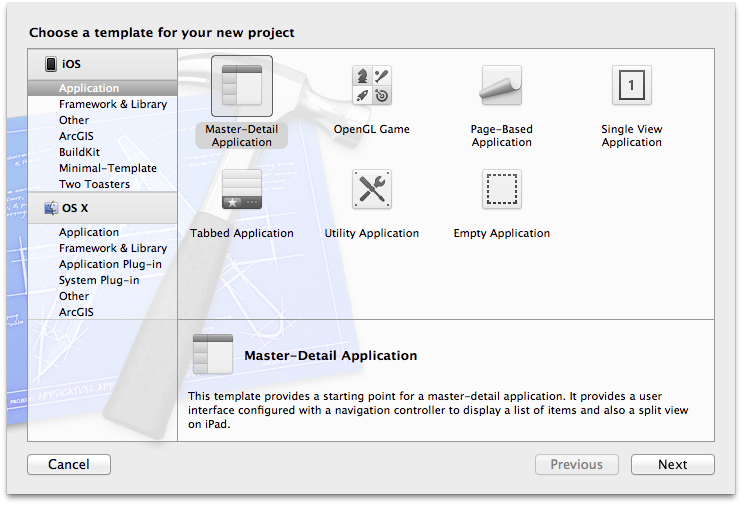 Choose a template for your new project
iOS
Application
Framework & Library
Other
ArcGIS
BuildKit
Minimal-Template
Two Toasters
OS X
Application
Framework & Library
Application Plug-in
System Plug-in
Other
ArcGIS
Master-Detail
Application
OpenGL Game
Page-Based
Application
1
Single View
Application
Tabbed Application
Utility Application
Empty Application
Master-Detail Application
This template provides a starting point for a master-detail application. It provides a user
interface configured with a navigation controller to display a list of items and also a split view
on iPad.
Cancel
Previous
Next